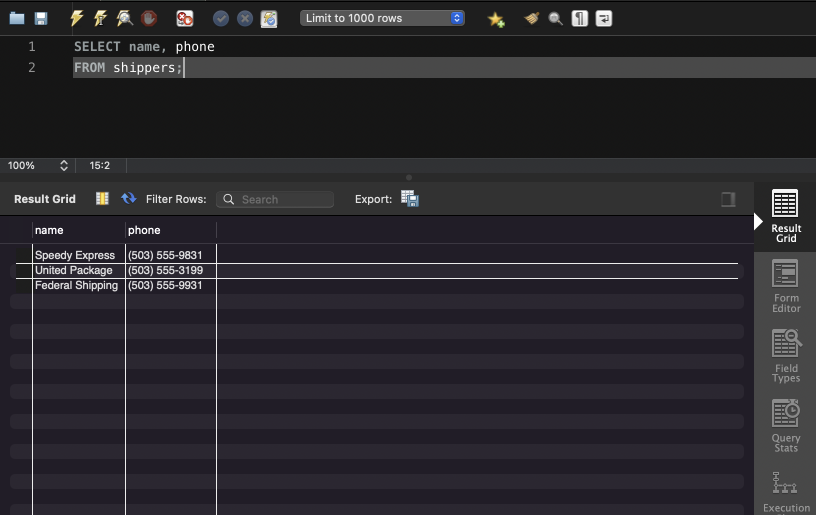 Limit to 1000 rows
1 SELECT name, phone
2 FROM shippers;
100% 15:2
Result Grid Filter Rows: Search Export:
name phone
Speedy Express (503) 555-9831
United Package (503) 555-3199
Federal Shipping (503) 555-9931
Result
Grid
Form
Editor
Field
Types
Query
Stats
Execution